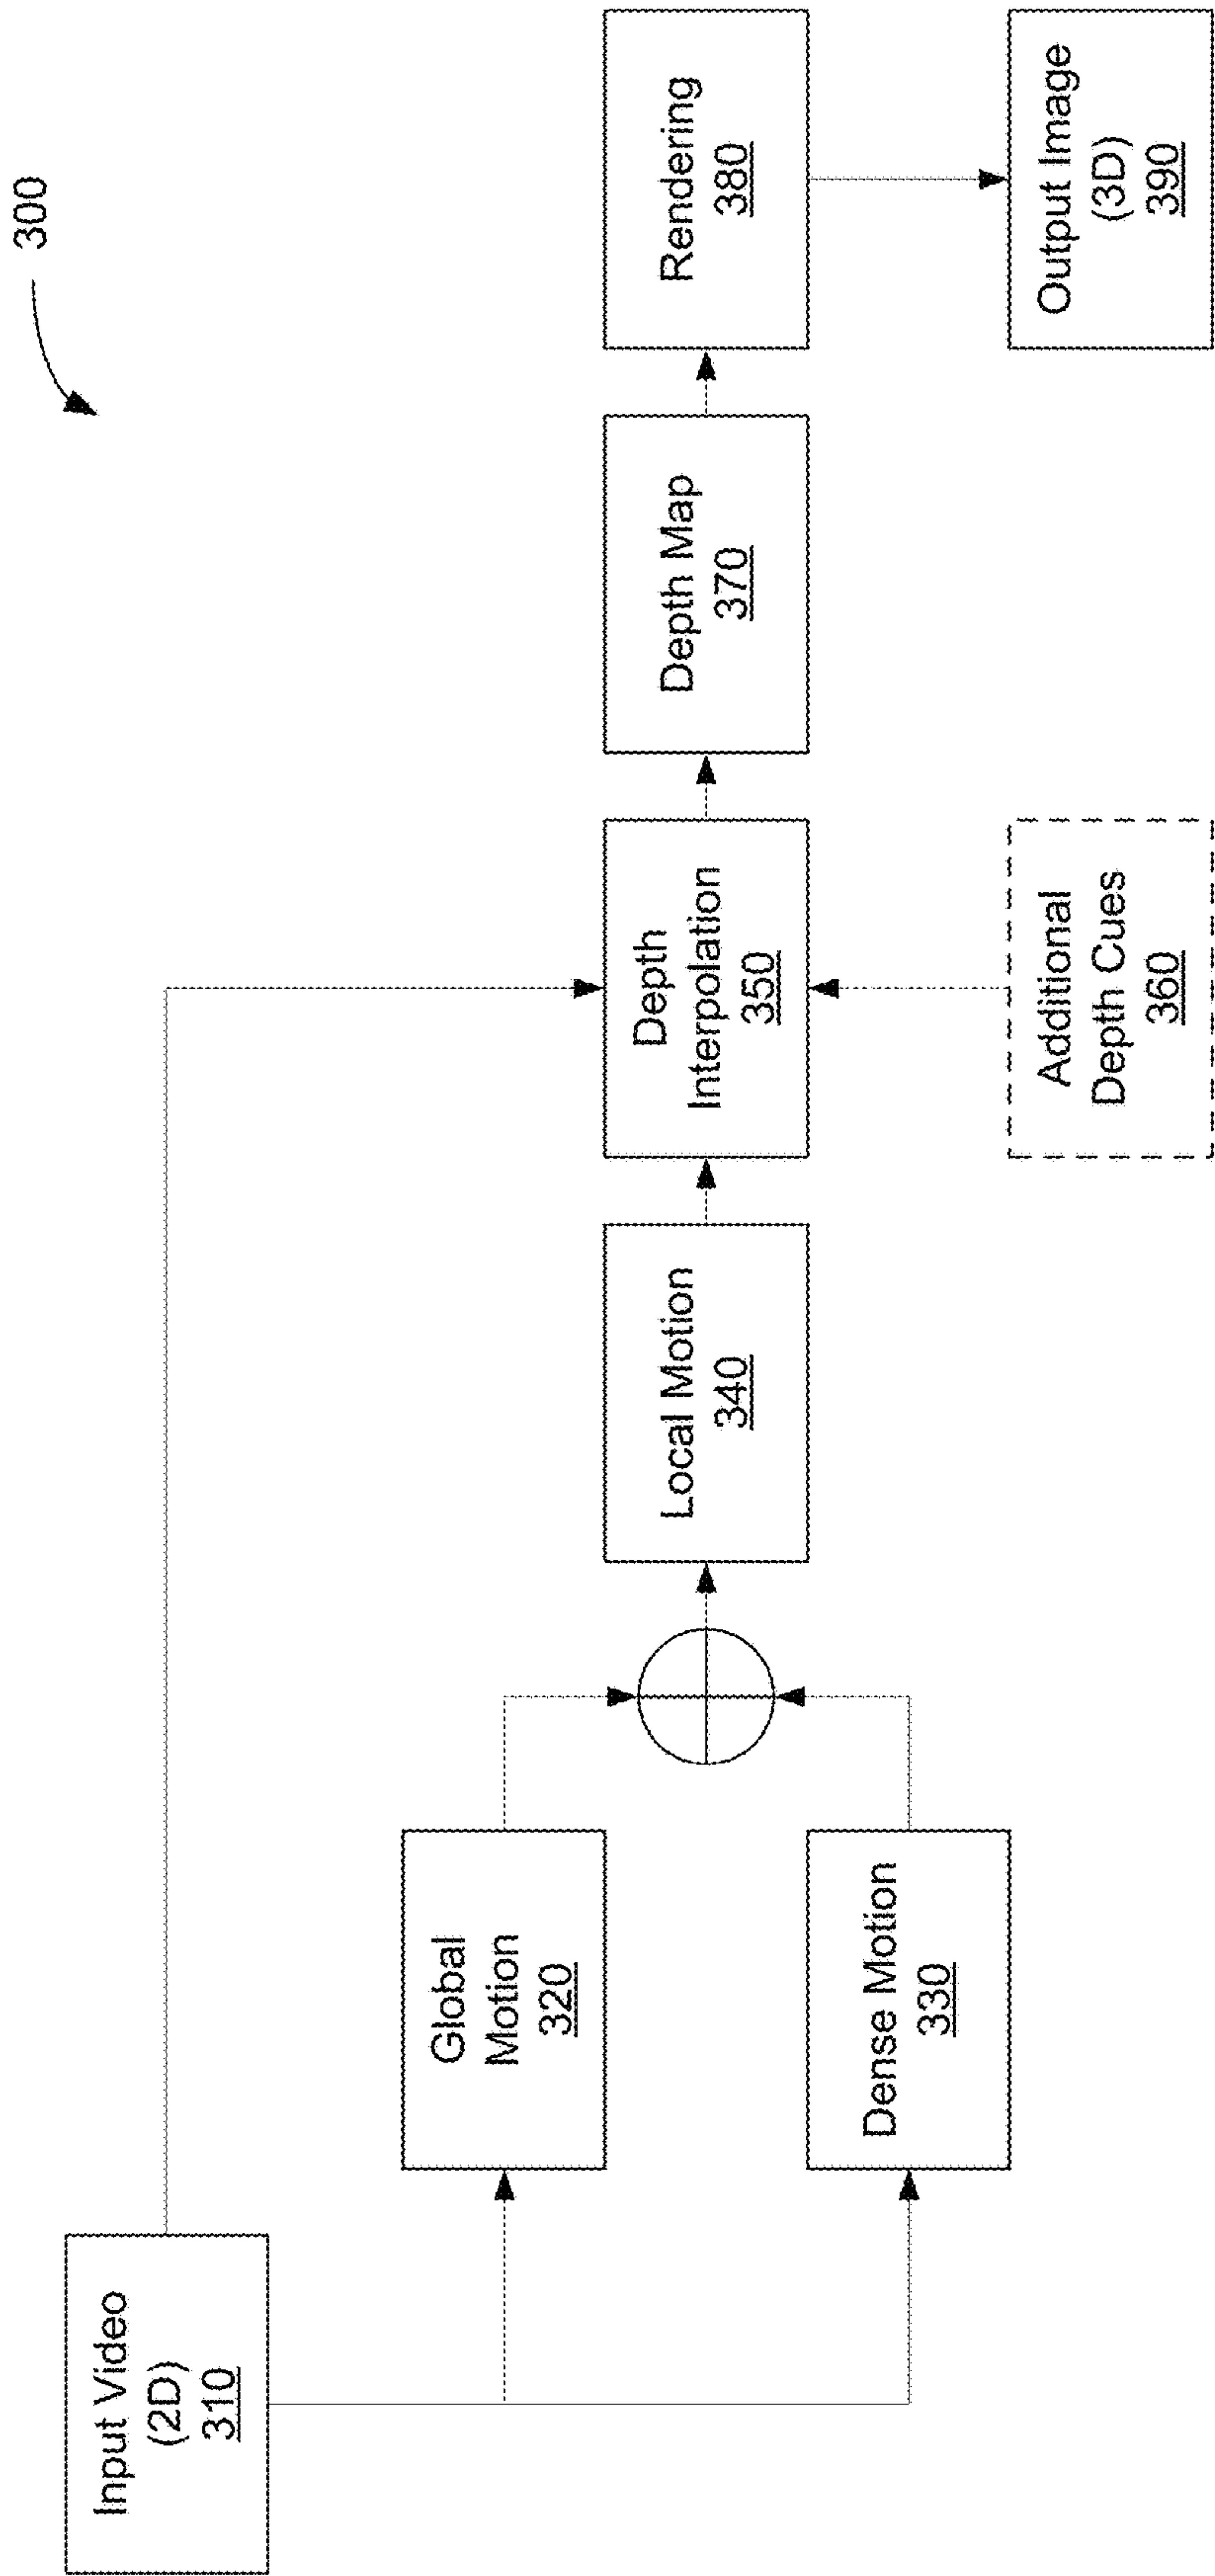 300
Input Video
(2D)
310
Global
Motion
320
Dense Motion
330
Local Motion
340
Depth
Interpolation
350
Additional
Depth Cues
360
Depth Map
370
Rendering
380
Output Image
(3D)
390